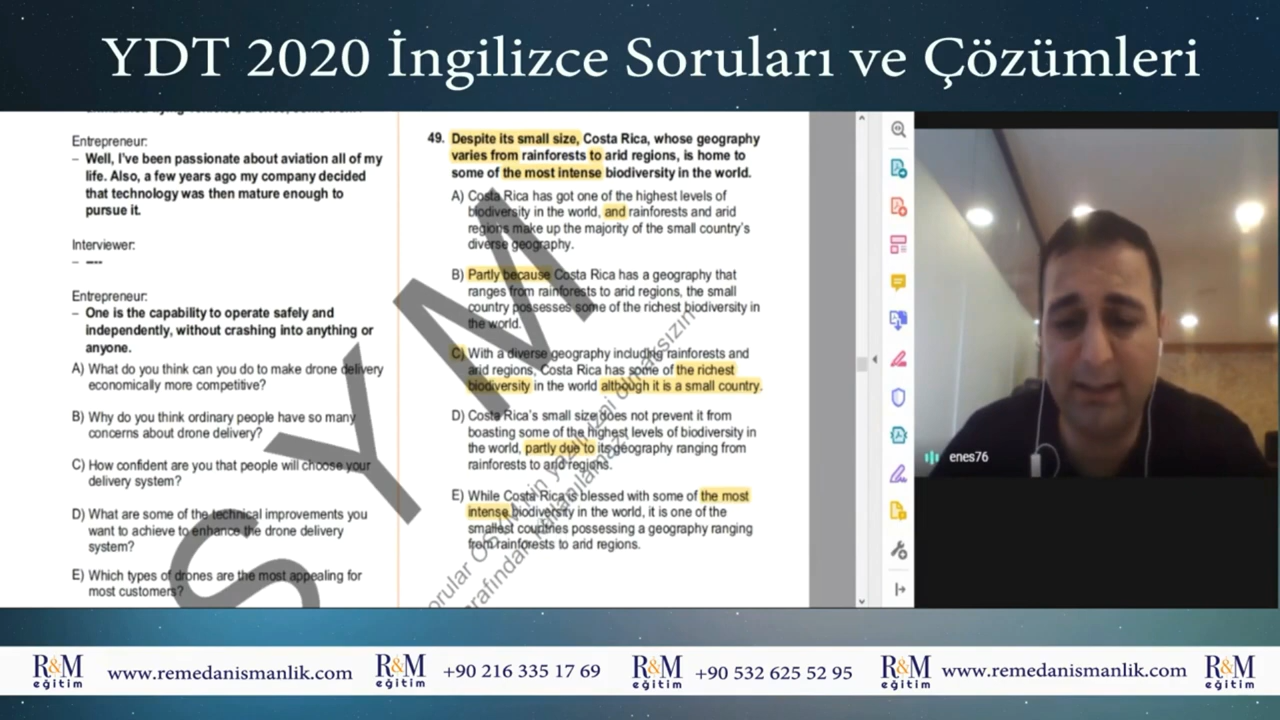 YDT 2020 İngilizce Soruları ve Çözümleri
Entrepreneur:
– Well, I've been passionate about aviation all of my
life. Also, a few years ago my company decided
that technology was then mature enough to
pursue it.
Interviewer:
– ----
Entrepreneur:
– One is the capability to operate safely and
independently, without crashing into anything or
anyone.
A) What do you think can you do to make drone delivery
economically more competitive?
B) Why do you think ordinary people have so many
concerns about drone delivery?
C) How confident are you that people will choose your
delivery system?
D) What are some of the technical improvements you
want to achieve to enhance the drone delivery
system?
E) Which types of drones are the most appealing for
most customers?
49. Despite its small size, Costa Rica, whose geography
varies from rainforests to arid regions, is home to
some of the most intense biodiversity in the world.
A) Costa Rica has got one of the highest levels of
biodiversity in the world, and rainforests and arid
regions make up the majority of the small country's
diverse geography.
B) Partly because Costa Rica has a geography that
ranges from rainforests to arid regions, the small
country possesses some of the richest biodiversity in
the world.
C) With a diverse geography including rainforests and
arid regions, Costa Rica has some of the richest
biodiversity in the world although it is a small country.
D) Costa Rica's small size does not prevent it from
boasting some of the highest levels of biodiversity in
the world, partly due to its geography ranging from
rainforests to arid regions.
E) While Costa Rica is blessed with some of the most
intense biodiversity in the world, it is one of the
smallest countries possessing a geography ranging
from rainforests to arid regions.
SYM
enes76
R&M
eğitim
www.remedanismanlik.com
R&M
eğitim
+90 216 335 17 69
R&M
eğitim
+90 532 625 52 95
R&M
eğitim
www.remedanismanlik.com
R&M
eğitim